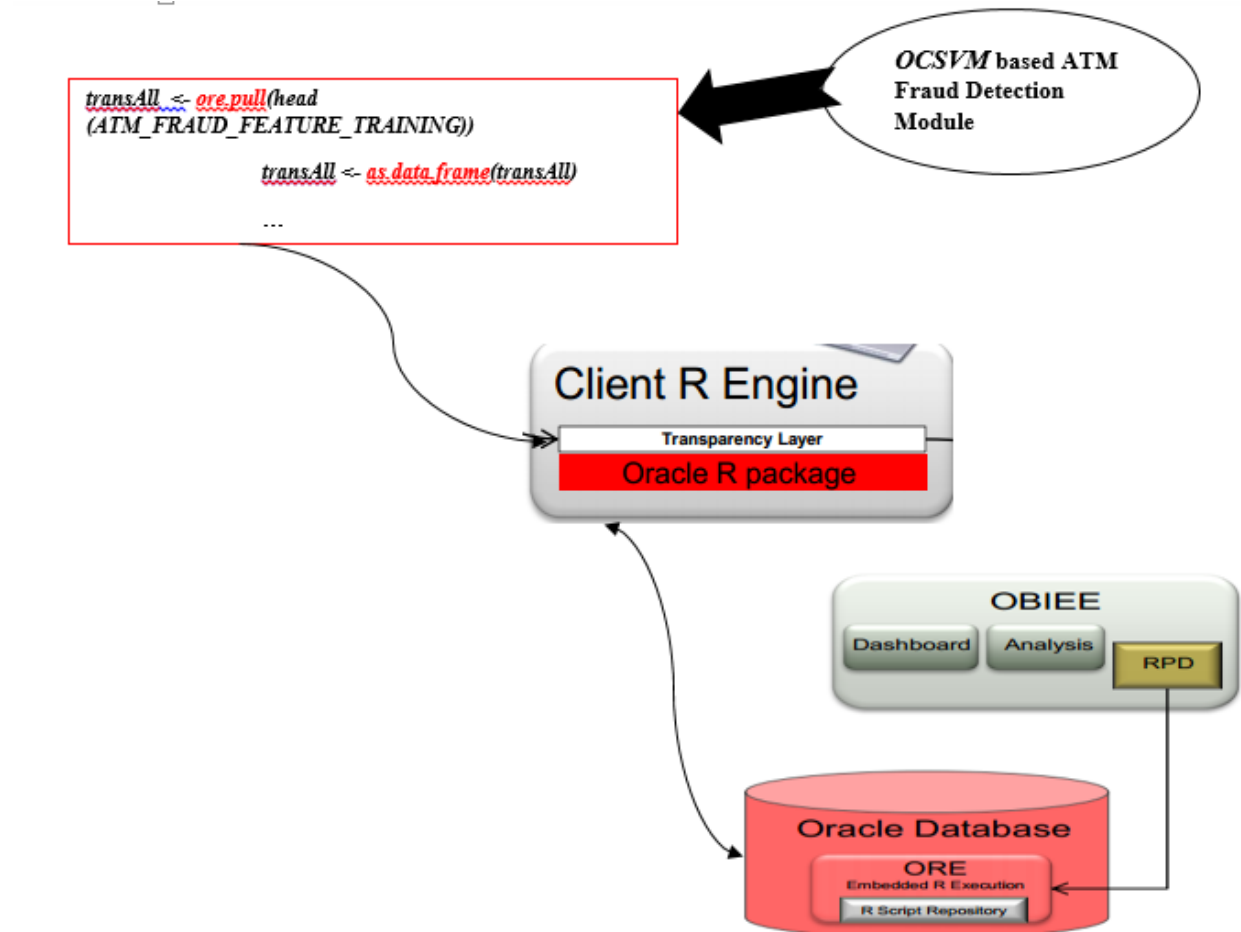 OCSVM based ATM
Fraud Detection
Module
transAll <- ore.pull(head
(ATM_FRAUD_FEATURE_TRAINING))
transAll <- as.data.frame(transAll)
...
Client R Engine
Transparency Layer
Oracle R package
OBIEE
Dashboard
Analysis
RPD
Oracle Database
ORE
Embedded R Execution
R Script Repository